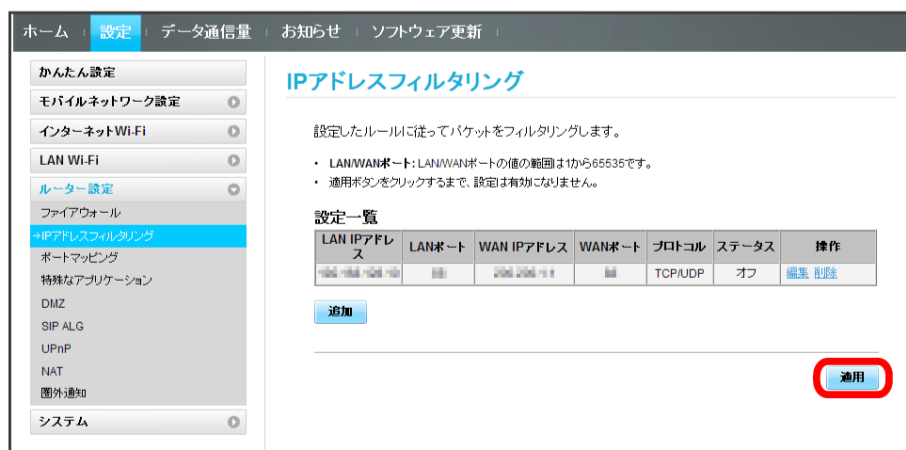 ホーム 設定 データ通信量 お知らせ ソフトウェア更新
かんたん設定
モバイルネットワーク設定
インターネットWi-Fi
LAN Wi-Fi
ルーター設定
ファイアウォール
→IPアドレスフィルタリング
ポートマッピング
特殊なアプリケーション
DMZ
SIP ALG
UPnP
NAT
圏外通知
システム
IPアドレスフィルタリング
設定したルールに従ってパケットをフィルタリングします。
・ LAN/WANポート: LAN/WANポートの値の範囲は1から65535です。
・ 適用ボタンをクリックするまで、設定は有効になりません。
設定一覧
LAN IPアドレス LANポート WAN IPアドレス WANポート プロトコル ステータス 操作
TCP/UDP オフ 編集 削除
追加
適用